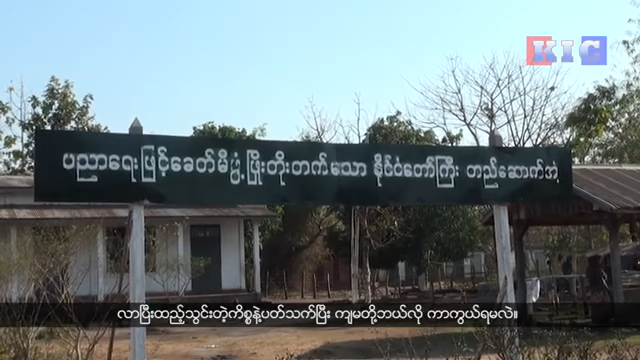 KIC
ပညာရေးဖြင့်ခေတ်မီဖွံ့ဖြိုးတိုးတက်သော နိုင်ငံတော်ကြီး တည်ဆောက်အံ့
လာပြီးထည့်သွင်းတဲ့ကိစ္စနဲ့ပတ်သက်ပြီး ကျမတို့ဘယ်လို ကာကွယ်ရမလဲ။